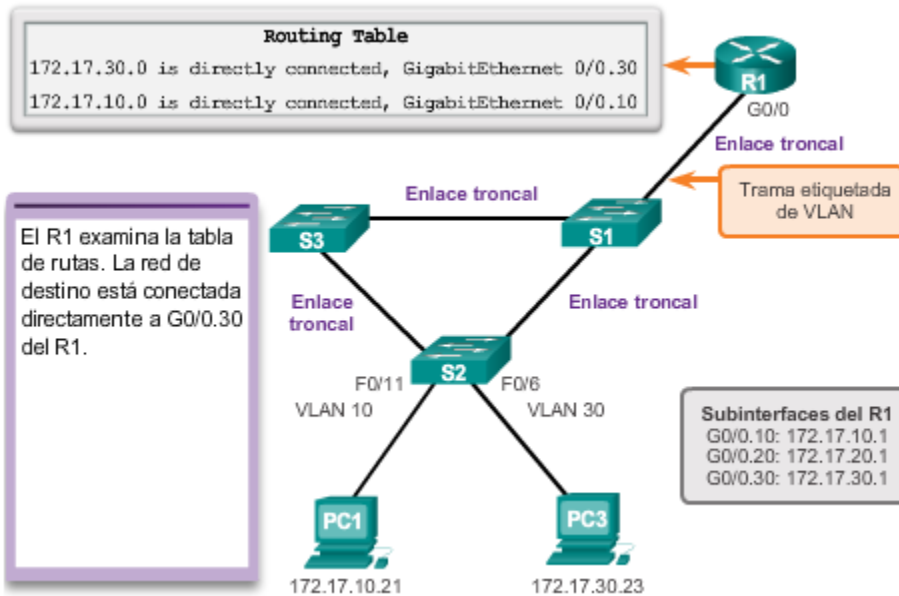 Routing Table
172.17.30.0 is directly connected, GigabitEthernet 0/0.30
172.17.10.0 is directly connected, GigabitEthernet 0/0.10
R1
G0/0
Enlace troncal
Trama etiquetada
de VLAN
Enlace troncal
S3
S1
El R1 examina la tabla
de rutas. La red de
destino está conectada
directamente a G0/0.30
del R1.
Enlace
troncal
Enlace troncal
S2
F0/11
F0/6
VLAN 10
VLAN 30
Subinterfaces del R1
G0/0.10: 172.17.10.1
G0/0.20: 172.17.20.1
G0/0.30: 172.17.30.1
PC1
PC3
172.17.10.21
172.17.30.23